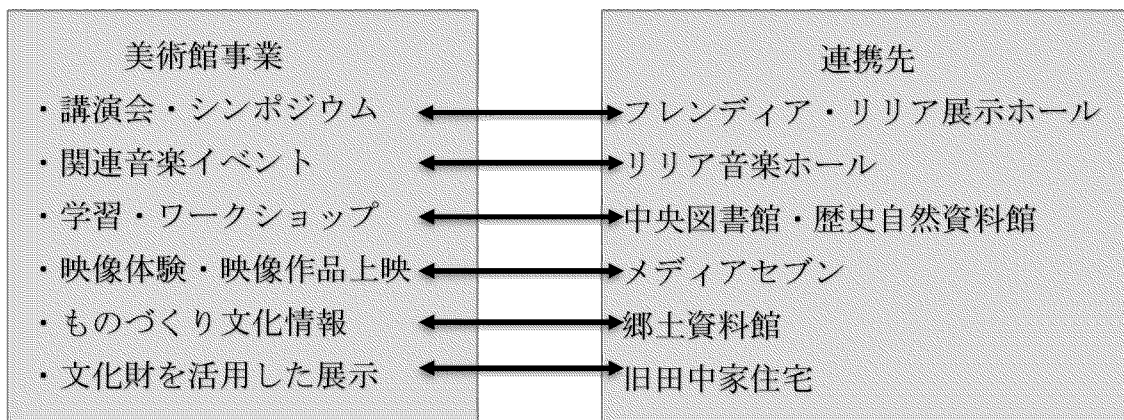 美術館事業
・講演会・シンポジウム
・関連音楽イベント
・学習・ワークショップ
・映像体験・映像作品上映
・ものづくり文化情報
・文化財を活用した展示
連携先
フレンディア・リリア展示ホール
リリア音楽ホール
中央図書館・歴史自然資料館
メディアセブン
郷土資料館
旧田中家住宅